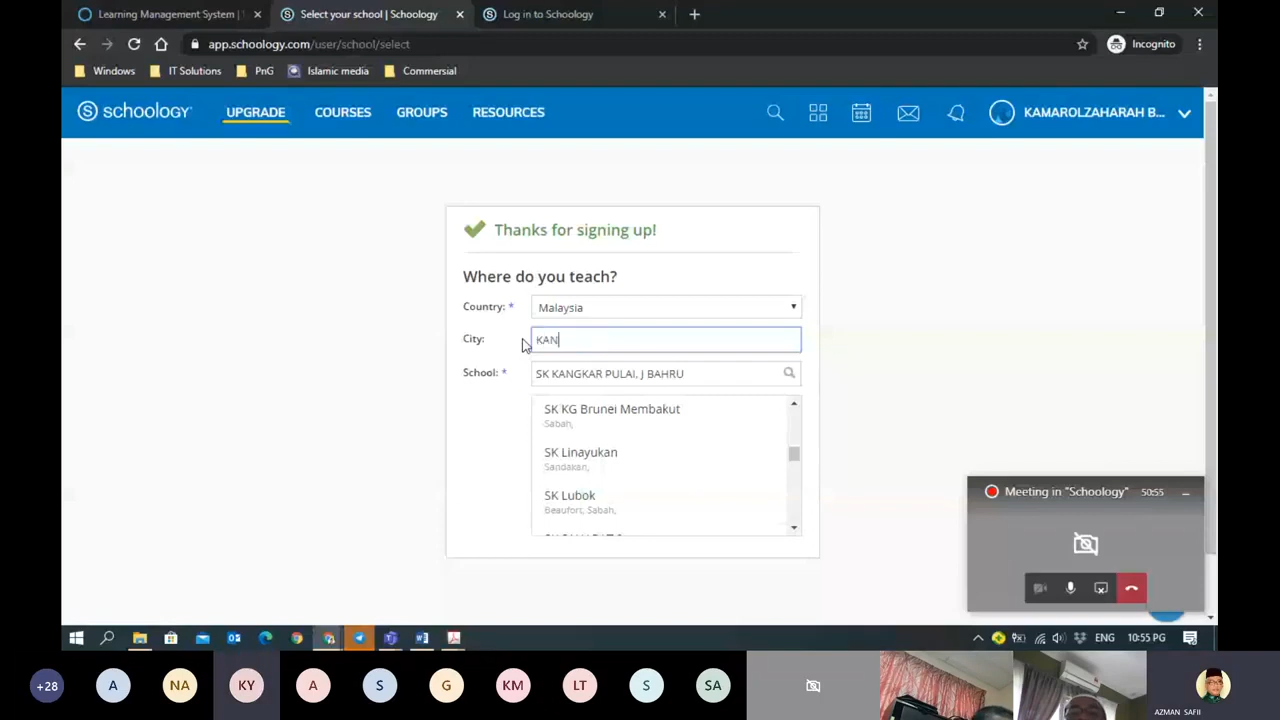 Learning Management System |
Select your school | Schoology
Log in to Schoology
app.schoology.com/user/school/select
Incognito
Windows
IT Solutions
PnG
Islamic media
Commersial
schoology
UPGRADE
COURSES
GROUPS
RESOURCES
KAMAROLZAHARAH B...
Thanks for signing up!
Where do you teach?
Country: *
Malaysia
City:
KAN
School: *
SK KANGKAR PULAI, J BAHRU
SK KG Brunei Membakut
Sabah,
SK Linayukan
Sandakan,
SK Lubok
Beaufort, Sabah,
Meeting in "Schoology"
50:55
ENG
10:55 PG
+28
A
NA
KY
A
S
G
KM
LT
S
SA
AZMAN SAFII